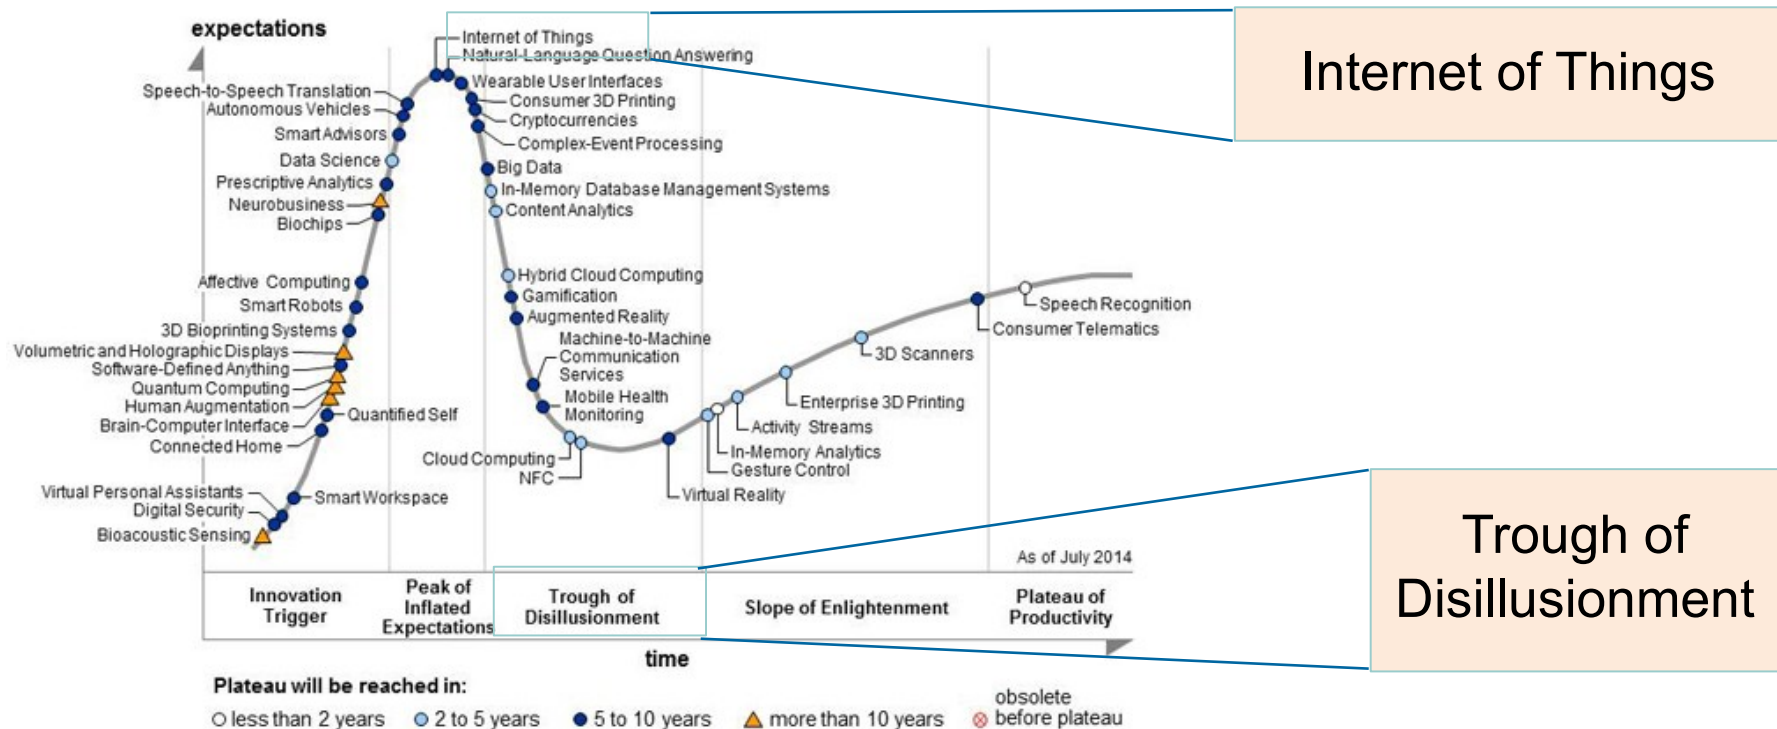 expectations
Internet of Things
Natural-Language Question Answering
Wearable User Interfaces
Speech-to-Speech Translation
Consumer 3D Printing
Autonomous Vehicles
Cryptocurrencies
Smart Advisors
Complex-Event Processing
Data Science
Big Data
Prescriptive Analytics
In-Memory Database Management Systems
Neurobusiness
Content Analytics
Biochips
Hybrid Cloud Computing
Affective Computing
Gamification
Smart Robots
Augmented Reality
3D Bioprinting Systems
Machine-to-Machine
Communication
Services
Volumetric and Holographic Displays
Software-Defined Anything
Quantum Computing
Human Augmentation
Brain-Computer Interface
Connected Home
Quantified Self
Mobile Health
Monitoring
Cloud Computing
NFC
Virtual Personal Assistants
Digital Security
Bioacoustic Sensing
Smart Workspace
Virtual Reality
Gesture Control
In-Memory Analytics
Activity Streams
Enterprise 3D Printing
3D Scanners
Consumer Telematics
Speech Recognition
As of July 2014
Innovation
Trigger
Peak of
Inflated
Expectations
Trough of
Disillusionment
Slope of Enlightenment
Plateau of
Productivity
time
Plateau will be reached in:
less than 2 years
2 to 5 years
5 to 10 years
more than 10 years
obsolete
before plateau
Internet of Things
Trough of
Disillusionment